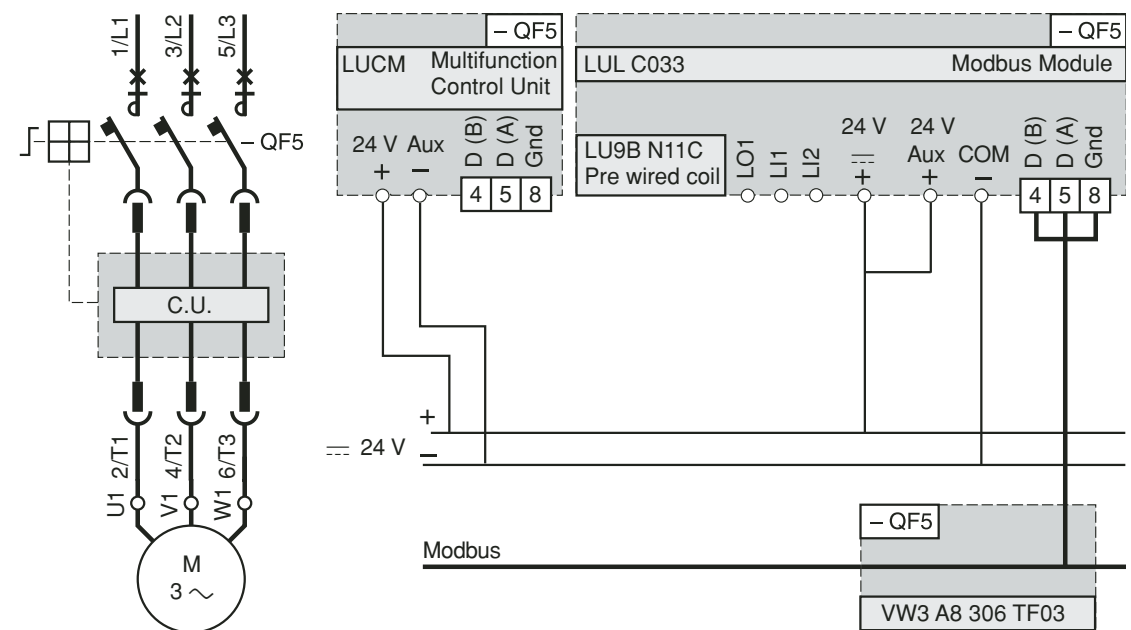 1/L1
3/L2
5/L3
– QF5
C.U.
2/T1
4/T2
6/T3
U1
V1
W1
M
3 ~
– QF5
LUCM
Multifunction
Control Unit
24 V Aux
+ –
D (B)
D (A)
Gnd
4 5 8
– QF5
LUL C033
Modbus Module
LU9B N11C
Pre wired coil
LO1
LI1
LI2
24 V
+
24 V
Aux
+
COM
–
D (B)
D (A)
Gnd
4 5 8
+
24 V
–
Modbus
– QF5
VW3 A8 306 TF03